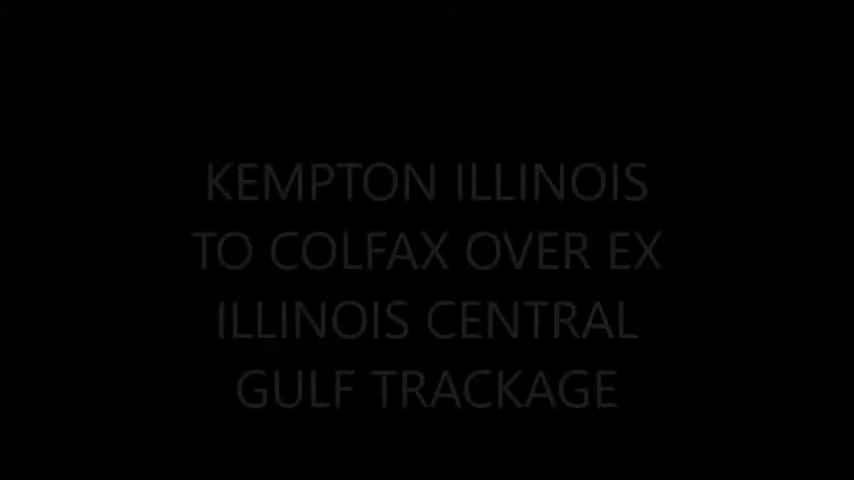 KEMPTON ILLINOIS
TO COLFAX OVER EX
ILLINOIS CENTRAL
GULF TRACKAGE